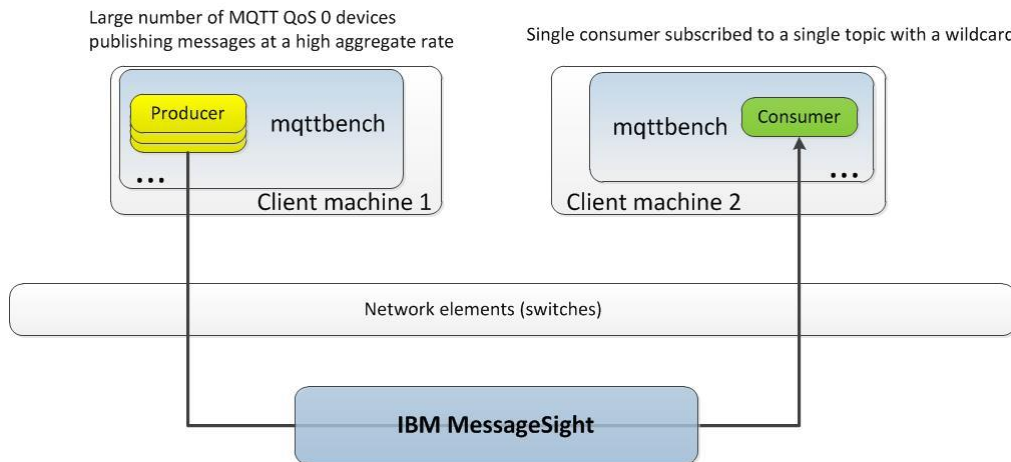 Large number of MQTT QoS 0 devices
publishing messages at a high aggregate rate
Single consumer subscribed to a single topic with a wildcard
Producer
mqttbench
...
Client machine 1
Consumer
mqttbench
...
Client machine 2
Network elements (switches)
IBM MessageSight